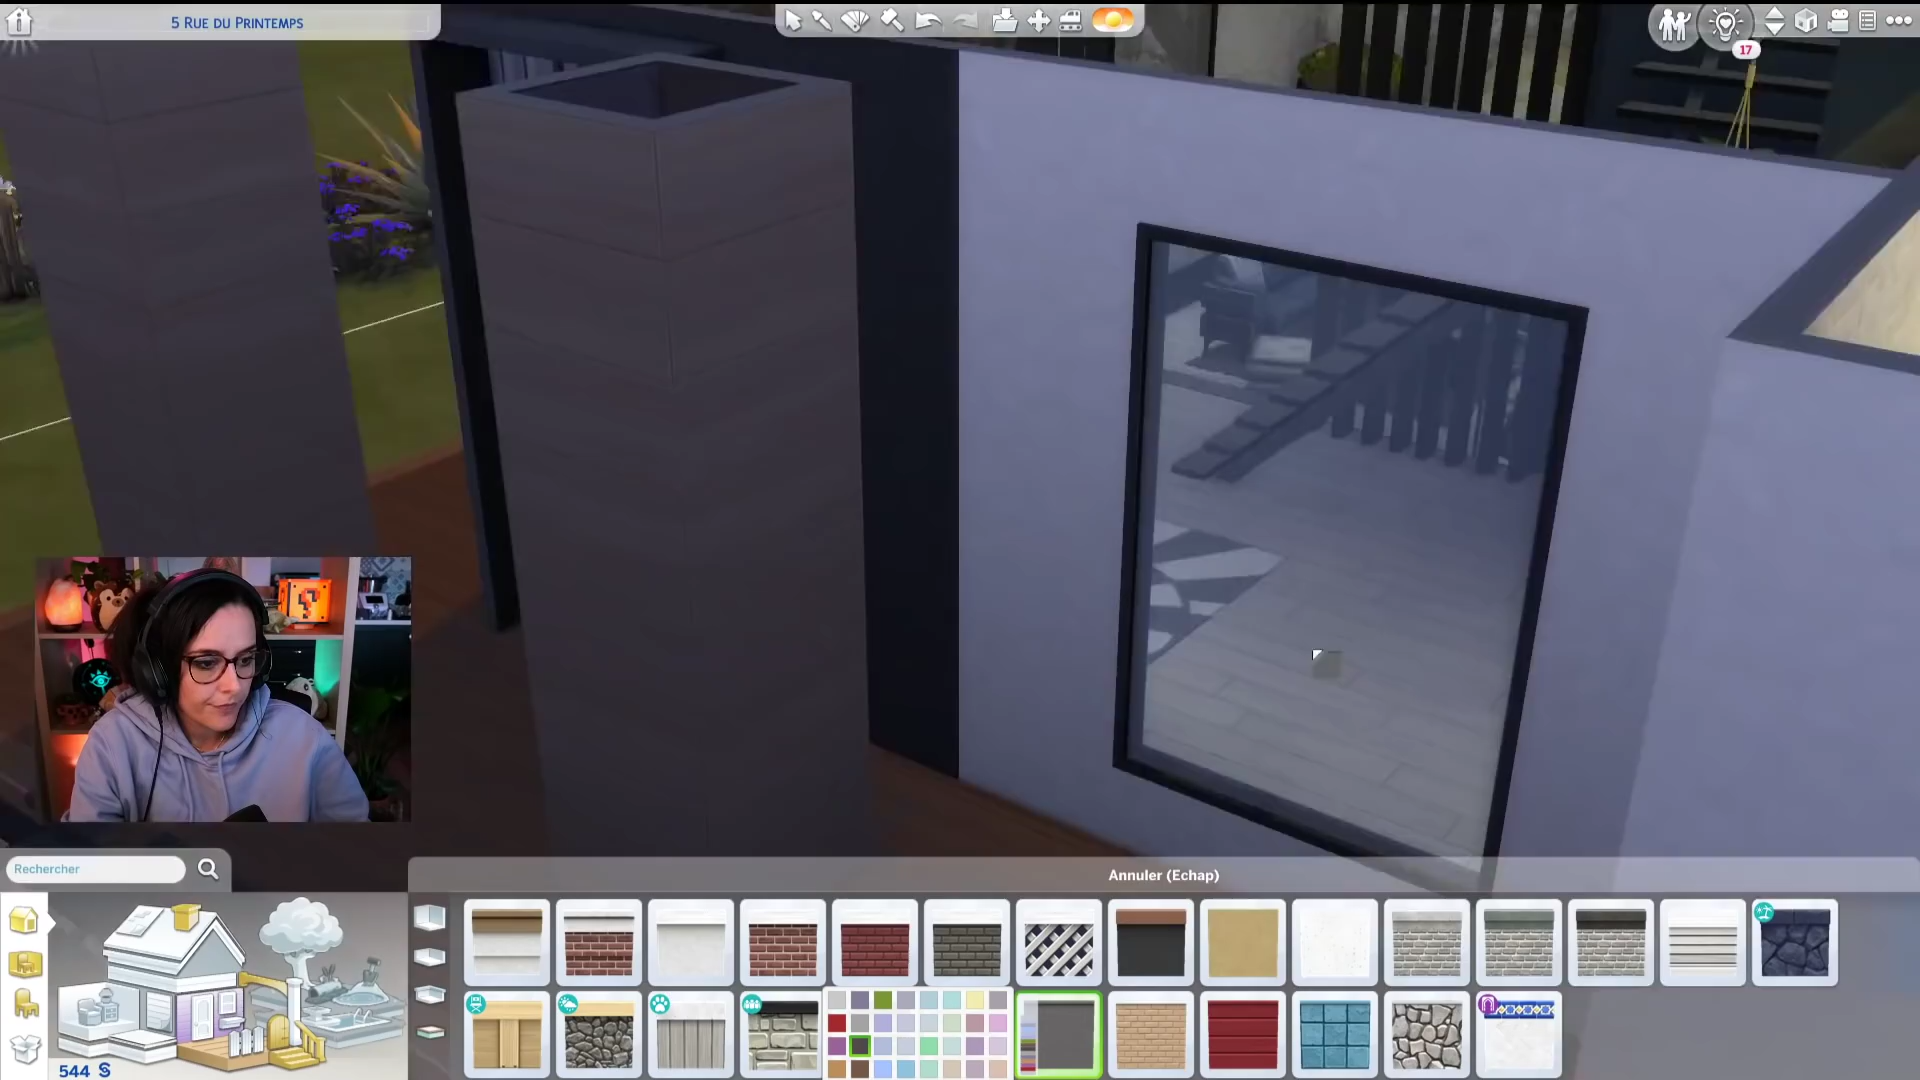 5 Rue du Printemps
17
Annuler (Echap)
Rechercher
544 S